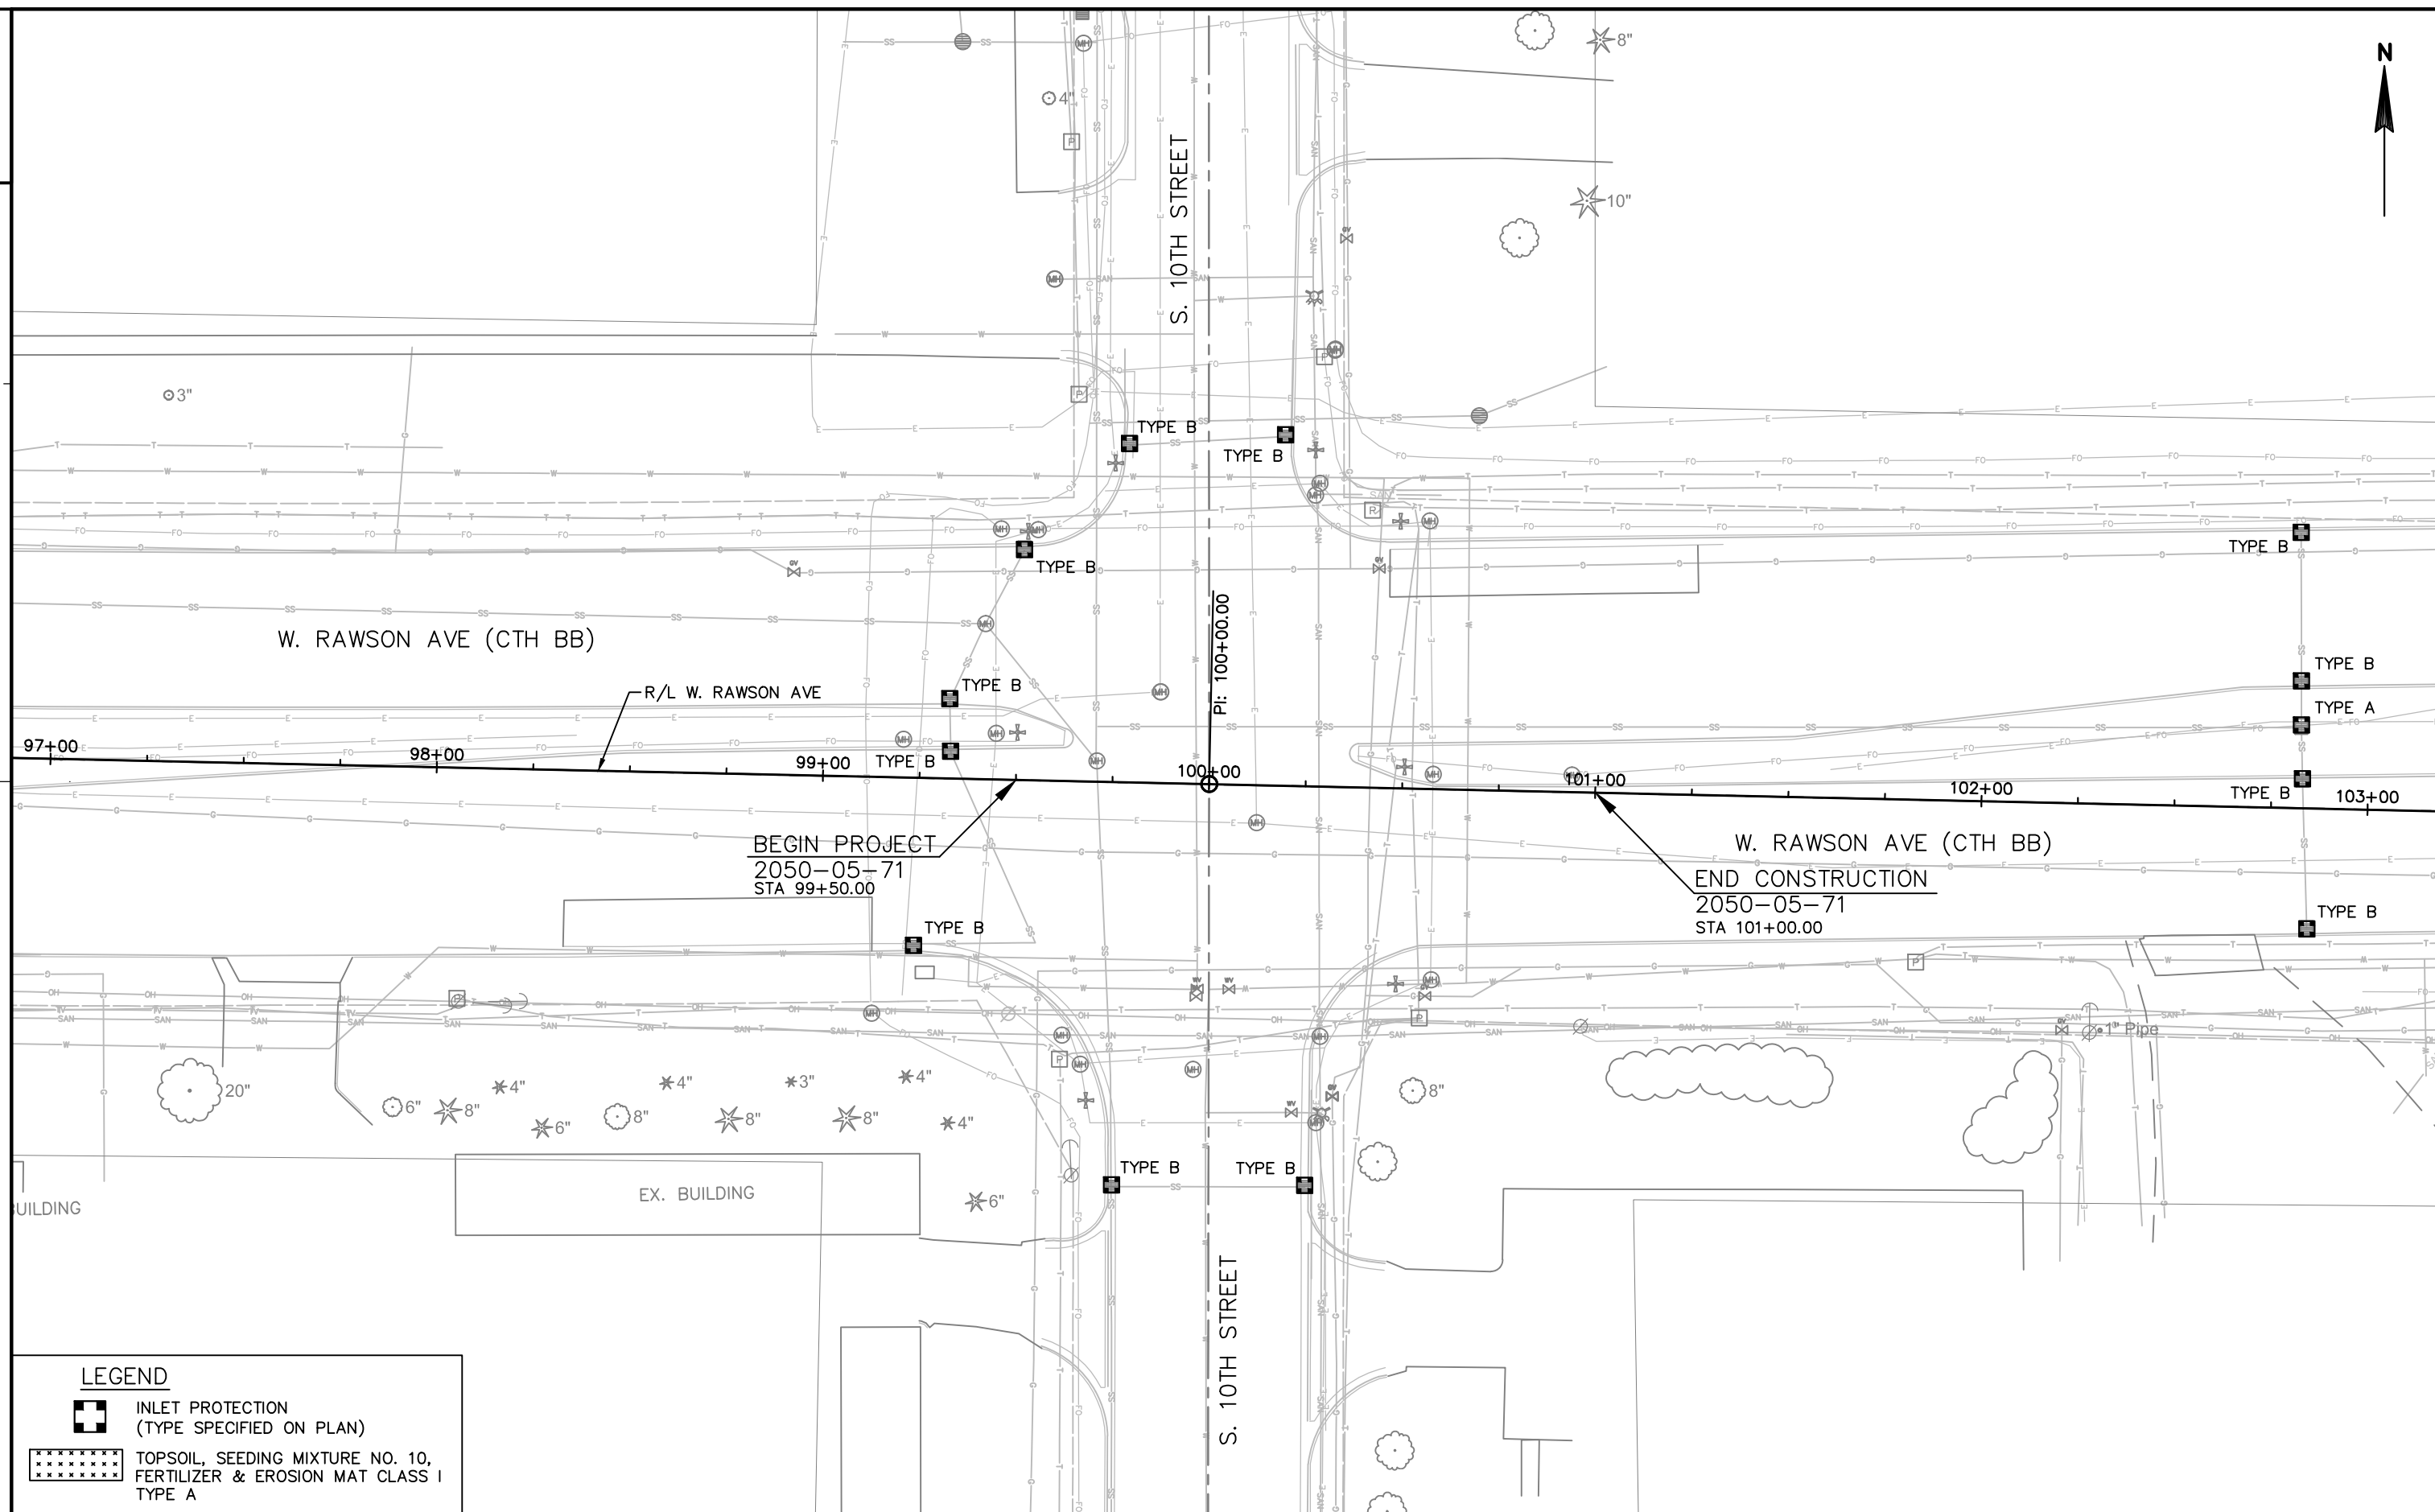 N
8"
4"
10"
S. 10TH STREET
3"
TYPE B
TYPE B
TYPE B
TYPE B
W. RAWSON AVE (CTH BB)
PI: 100+00.00
R/L W. RAWSON AVE
TYPE B
TYPE B
TYPE A
TYPE B
TYPE B
97+00
98+00
99+00
100+00
101+00
102+00
103+00
BEGIN PROJECT
2050-05-71
STA 99+50.00
W. RAWSON AVE (CTH BB)
END CONSTRUCTION
2050-05-71
STA 101+00.00
TYPE B
TYPE B
1" Pipe
20"
6"
8"
4"
6"
8"
4"
8"
3"
8"
4"
4"
8"
6"
TYPE B
TYPE B
EX. BUILDING
BUILDING
S. 10TH STREET
LEGEND
INLET PROTECTION
(TYPE SPECIFIED ON PLAN)
TOPSOIL, SEEDING MIXTURE NO. 10,
FERTILIZER & EROSION MAT CLASS I
TYPE A